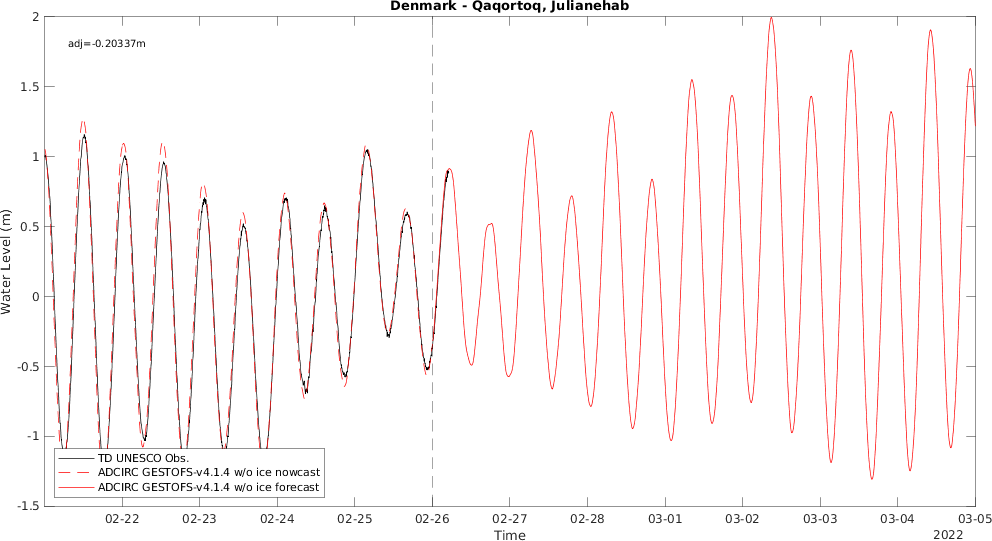 Denmark - Qaqortoq, Julianehab
adj=-0.20337m
Water Level (m)
2
1.5
1
0.5
0
-0.5
-1
-1.5
TD UNESCO Obs.
ADCIRC GESTOFS-v4.1.4 w/o ice nowcast
ADCIRC GESTOFS-v4.1.4 w/o ice forecast
02-22 02-23 02-24 02-25 02-26 02-27 02-28 03-01 03-02 03-03 03-04 03-05
Time
2022